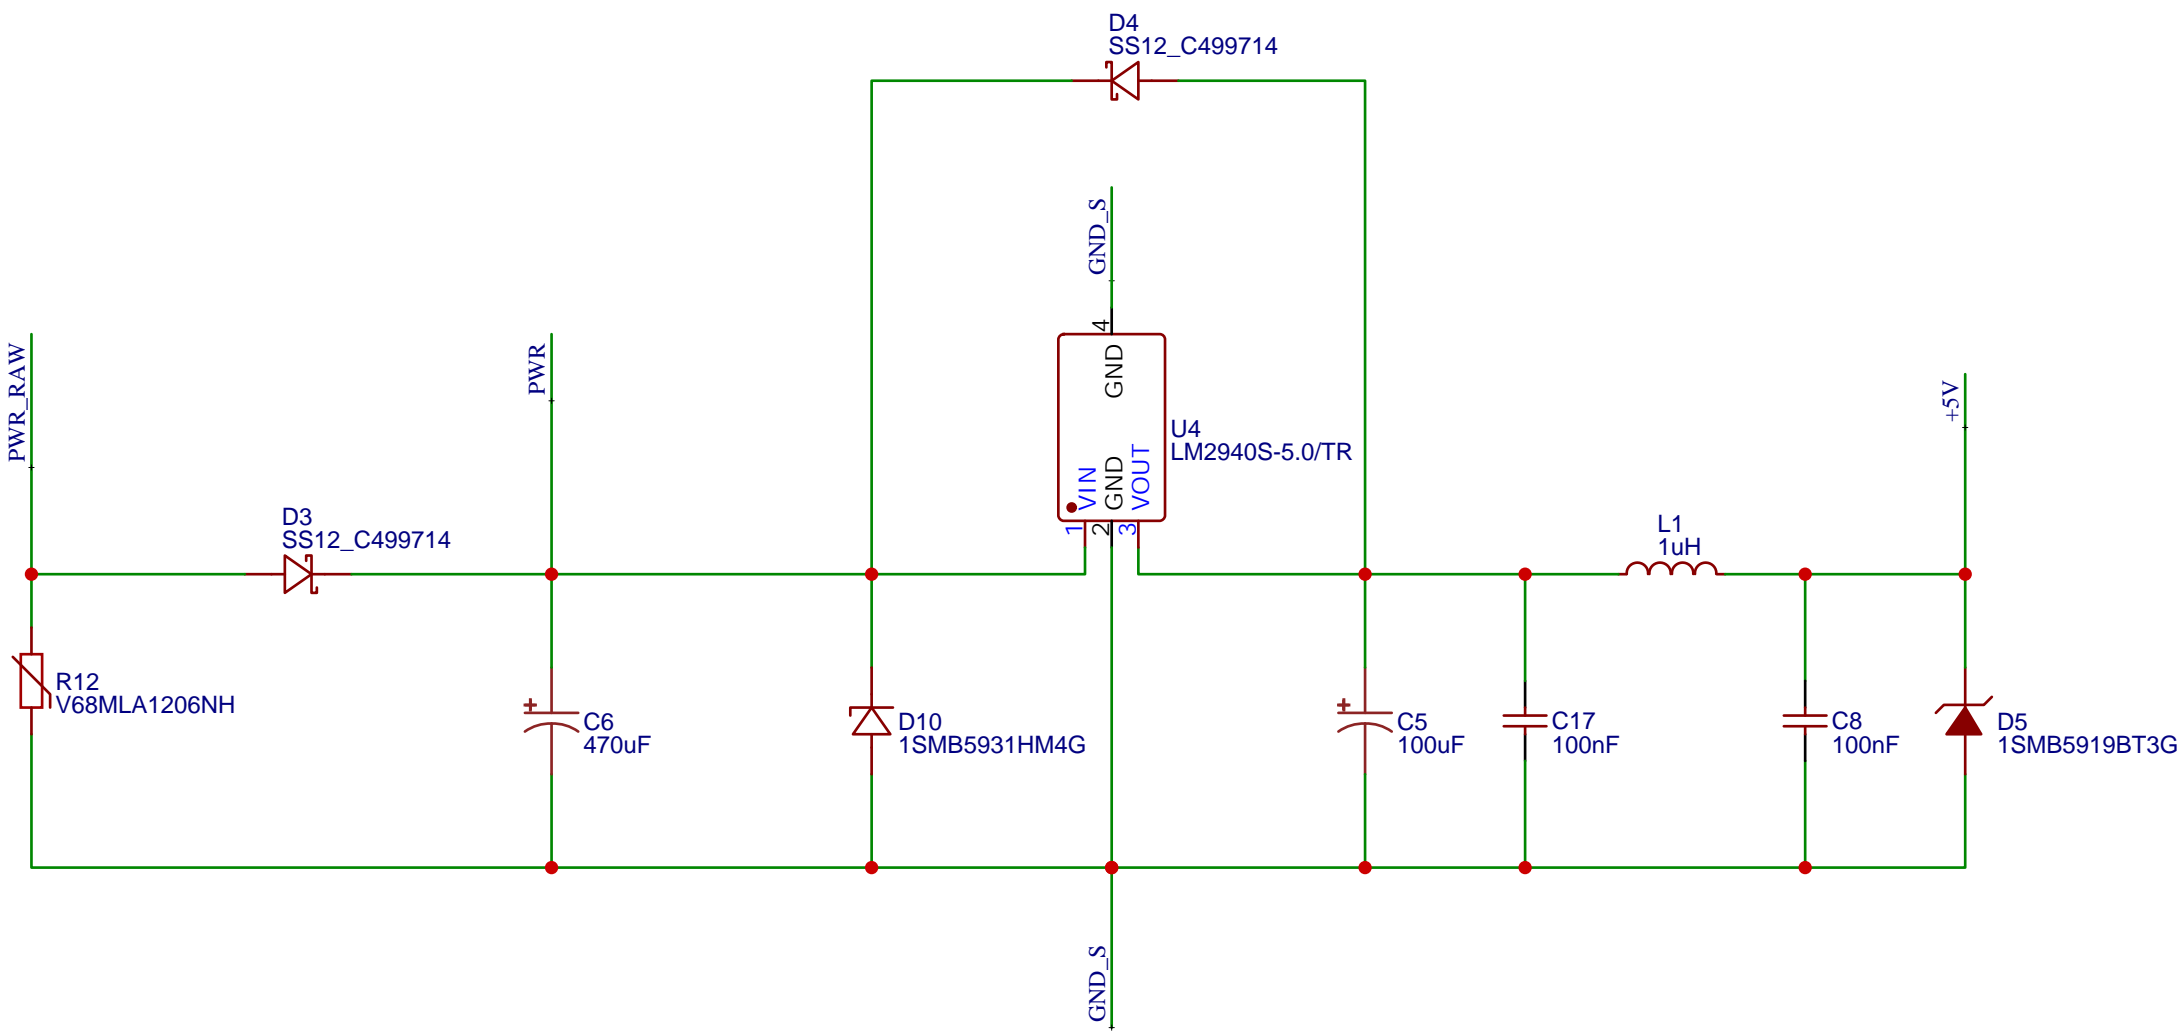 D4
SS12_C499714
GND_S
PWR_RAW
PWR
4
GND
+5V
U4
LM2940S-5.0/TR
VIN
GND
VOUT
1
2
3
D3
SS12_C499714
L1
1uH
R12
V68MLA1206NH
+
C6
470uF
D10
1SMB5931HM4G
+
C5
100uF
C17
100nF
C8
100nF
D5
1SMB5919BT3G
GND_S